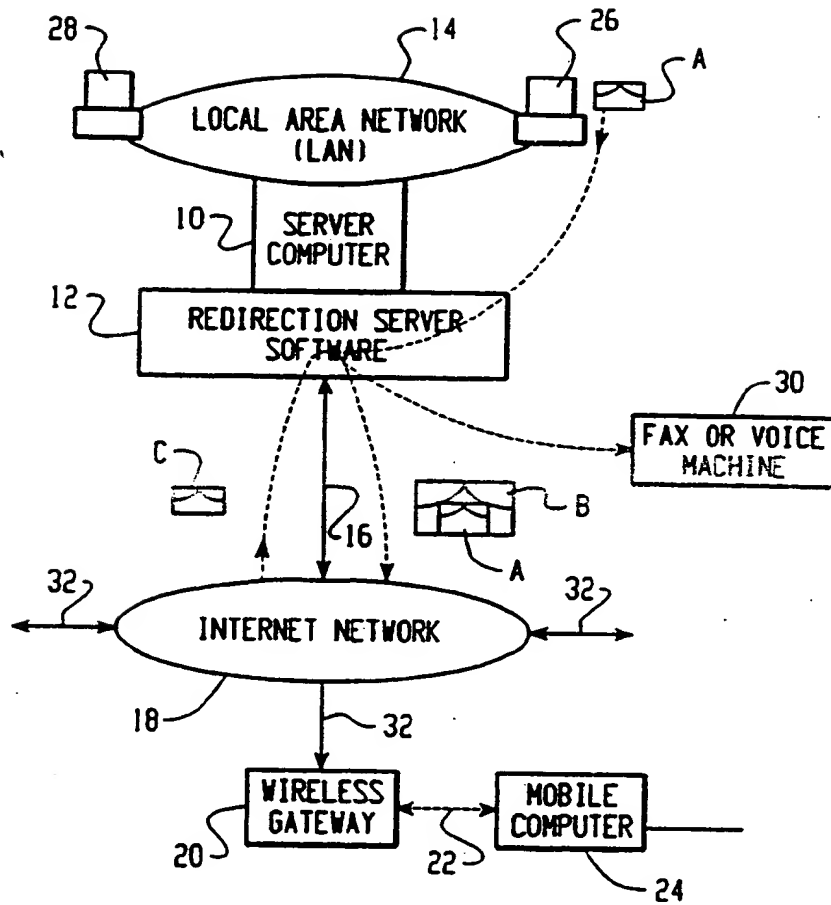 28
14
26
A
LOCAL AREA NETWORK
(LAN)
10
SERVER
COMPUTER
12
REDIRECTION SERVER
SOFTWARE
30
FAX OR VOICE
MACHINE
C
B
16
A
32
32
INTERNET NETWORK
18
32
WIRELESS
GATEWAY
MOBILE
COMPUTER
20
22
24